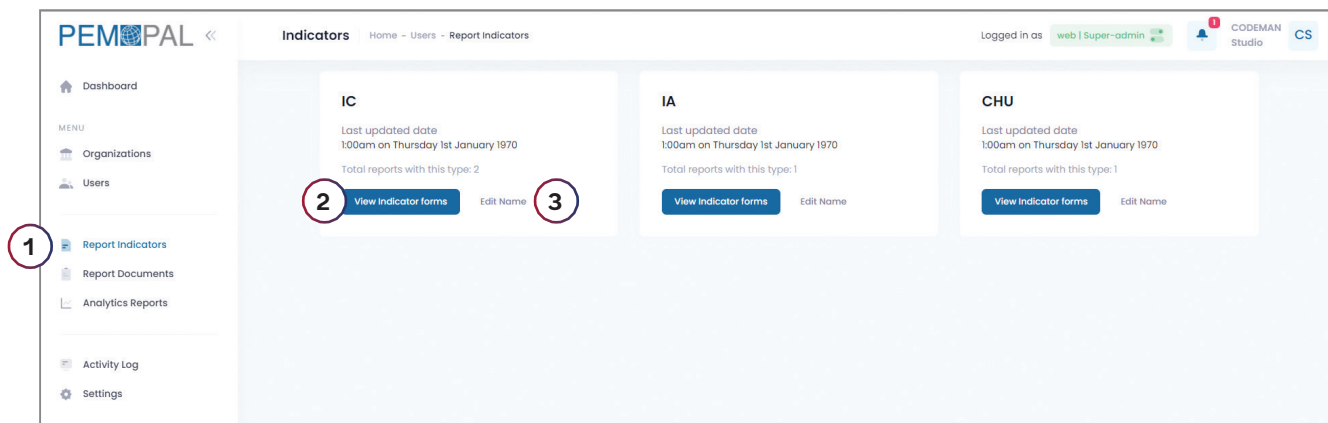 PEMPAL
Indicators Home - Users - Report Indicators
Logged in as web | Super-admin
1
CODEMAN
Studio
CS
Dashboard
MENU
Organizations
Users
1
Report Indicators
Report Documents
Analytics Reports
Activity Log
Settings
IC
Last updated date
1:00am on Thursday 1st January 1970
Total reports with this type: 2
2
View Indicator forms
Edit Name
3
IA
Last updated date
1:00am on Thursday 1st January 1970
Total reports with this type: 1
View Indicator forms
Edit Name
CHU
Last updated date
1:00am on Thursday 1st January 1970
Total reports with this type: 1
View Indicator forms
Edit Name